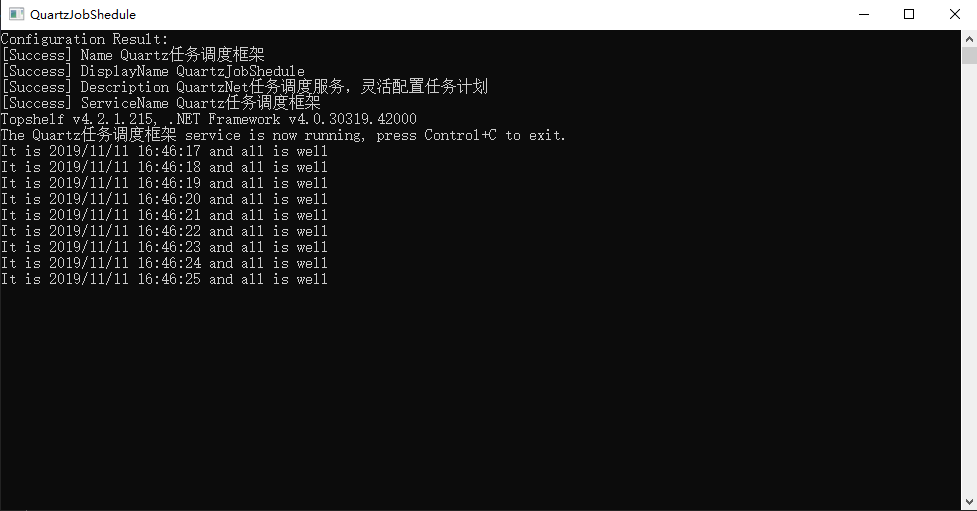 QuartzJobShedule
Configuration Result:
[Success] Name Quartz任务调度框架
[Success] DisplayName QuartzJobShedule
[Success] Description QuartzNet任务调度服务，灵活配置任务计划
[Success] ServiceName Quartz任务调度框架
Topshelf v4.2.1.215, .NET Framework v4.0.30319.42000
The Quartz任务调度框架 service is now running, press Control+C to exit.
It is 2019/11/11 16:46:17 and all is well
It is 2019/11/11 16:46:18 and all is well
It is 2019/11/11 16:46:19 and all is well
It is 2019/11/11 16:46:20 and all is well
It is 2019/11/11 16:46:21 and all is well
It is 2019/11/11 16:46:22 and all is well
It is 2019/11/11 16:46:23 and all is well
It is 2019/11/11 16:46:24 and all is well
It is 2019/11/11 16:46:25 and all is well